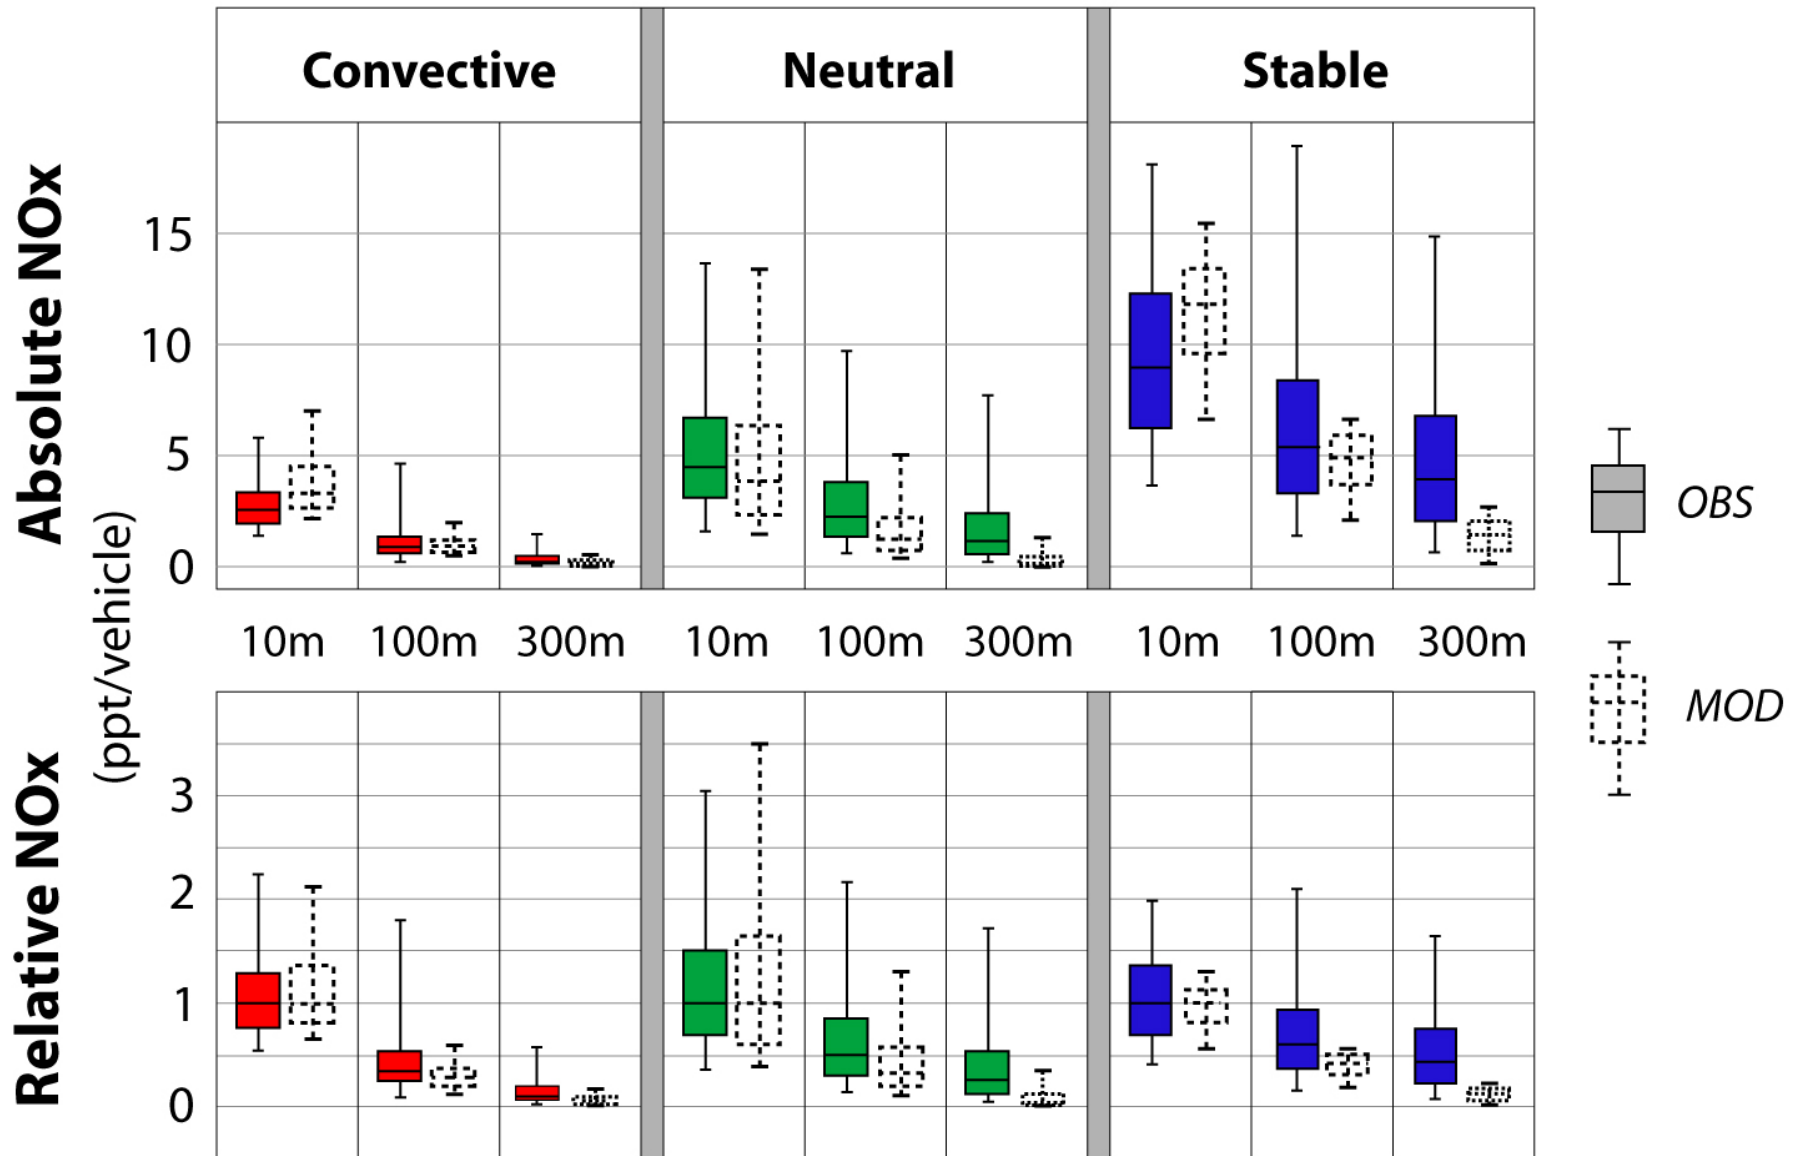 Convective Neutral Stable
Absolute NOx
15
10
5
0
(ppt/vehicle)
10m 100m 300m 10m 100m 300m 10m 100m 300m
Relative NOx
3
2
1
0
OBS
MOD